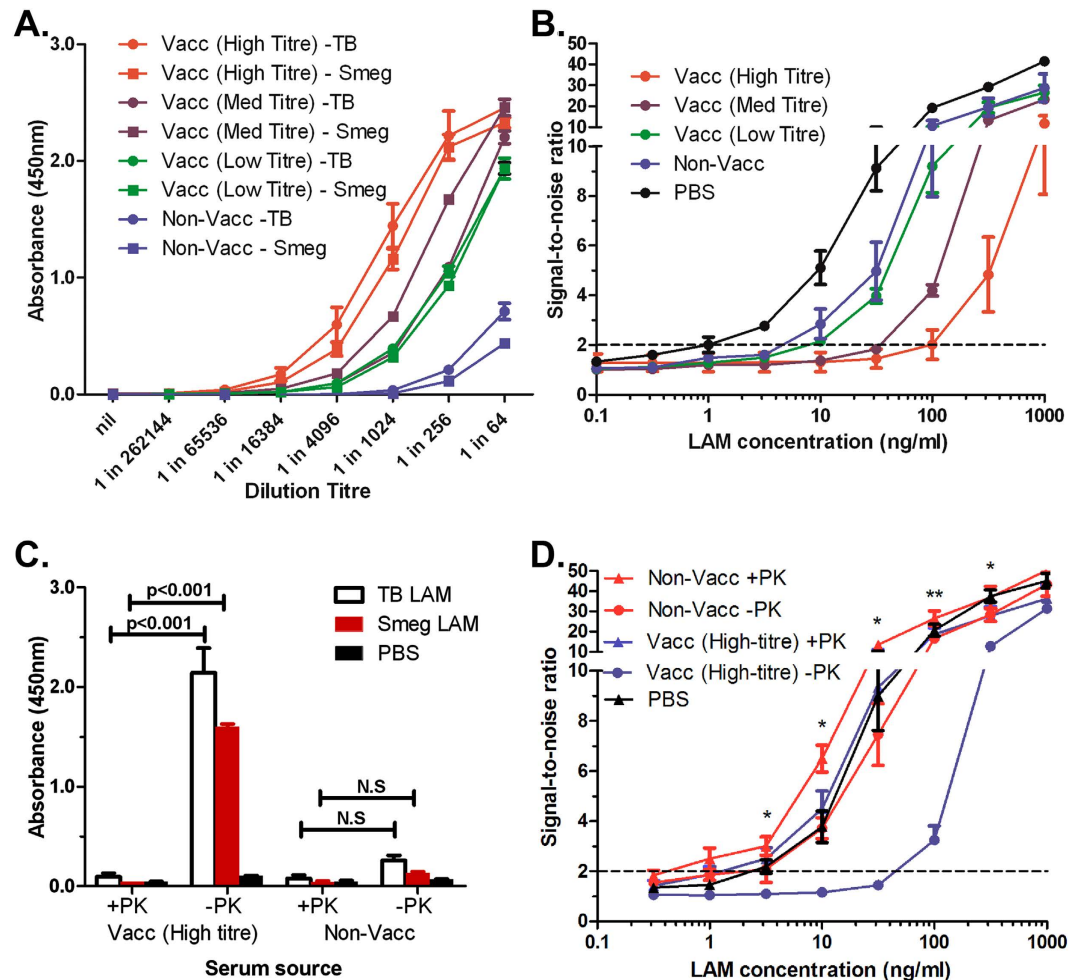 A.
3.0
2.0
1.0
0.0
Absorbance (450nm)
Vacc (High Titre) -TB
Vacc (High Titre) - Smeg
Vacc (Med Titre) -TB
Vacc (Med Titre) - Smeg
Vacc (Low Titre) -TB
Vacc (Low Titre) - Smeg
Non-Vacc -TB
Non-Vacc - Smeg
nil
1 in 262144
1 in 65536
1 in 16384
1 in 4096
1 in 1024
1 in 256
1 in 64
Dilution Titre
B.
50
40
30
20
10
10
8
6
4
2
0
Signal-to-noise ratio
Vacc (High Titre)
Vacc (Med Titre)
Vacc (Low Titre)
Non-Vacc
PBS
0.1 1 10 100 1000
LAM concentration (ng/ml)
C.
3.0
2.0
1.0
0.0
Absorbance (450nm)
p<0.001
p<0.001
TB LAM
Smeg LAM
PBS
N.S
N.S
+PK -PK +PK -PK
Vacc (High titre) Non-Vacc
Serum source
D.
50
40
30
20
10
10
8
6
4
2
0
Signal-to-noise ratio
Non-Vacc +PK
Non-Vacc -PK
Vacc (High-titre) +PK
Vacc (High-titre) -PK
PBS
* * * ** *
0.1 1 10 100 1000
LAM concentration (ng/ml)